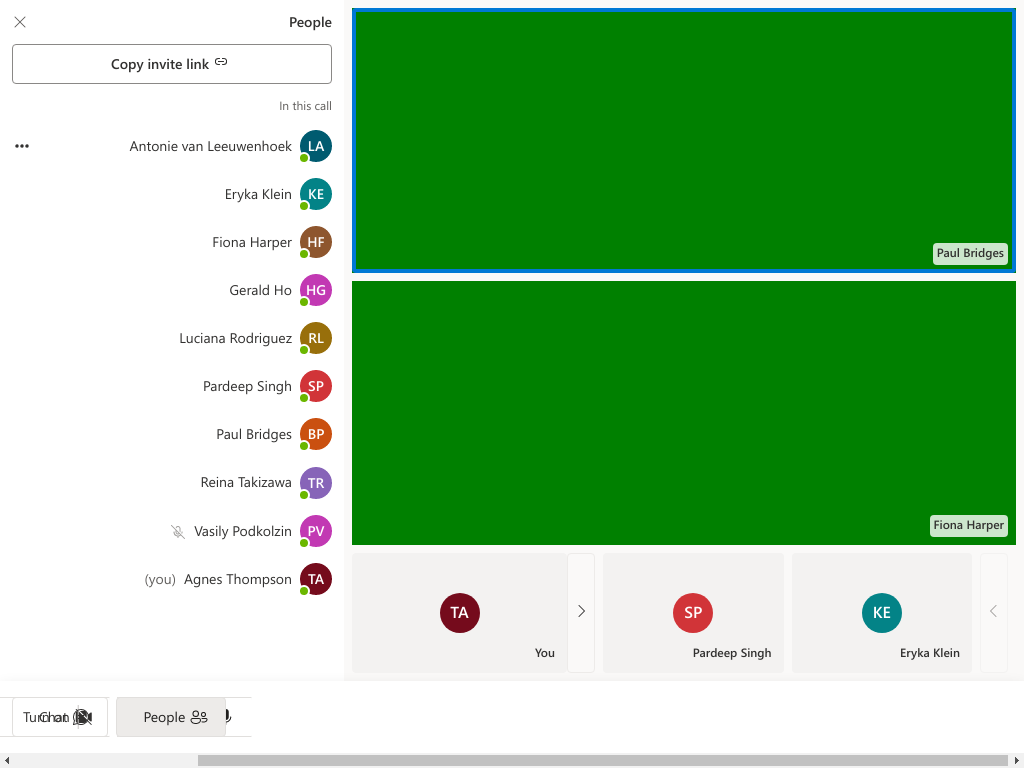 People
Copy invite link
In this call
Antonie van Leeuwenhoek LA
Eryka Klein KE
Fiona Harper HF
Gerald Ho HG
Luciana Rodriguez RL
Pardeep Singh SP
Paul Bridges BP
Reina Takizawa TR
Vasily Podkolzin PV
(you) Agnes Thompson TA
Paul Bridges
Fiona Harper
TA
You
SP
Pardeep Singh
KE
Eryka Klein
Turn on
Chat
People